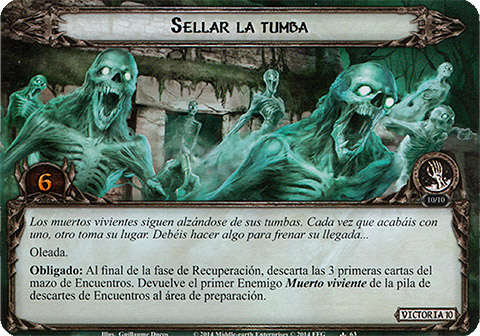 Sellar la tumba
6
10/10
Los muertos vivientes siguen alzándose de sus tumbas. Cada vez que acabáis con
uno, otro toma su lugar. Debéis hacer algo para frenar su llegada...
Oleada.
Obligado: Al final de la fase de Recuperación, descarta las 3 primeras cartas del
mazo de Encuentros. Devuelve el primer Enemigo Muerto viviente de la pila de
descartes de Encuentros al área de preparación.
VICTORIA 10
Illus. Guillaume Ducos © 2014 Middle-earth Enterprises © 2014 FFG 63